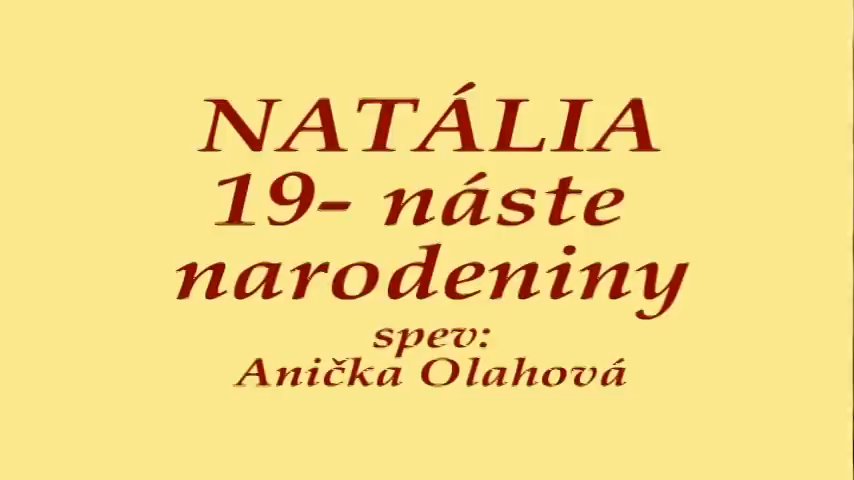 NATÁLIA
19- náste
narodeniny
spev:
Anička Olahová